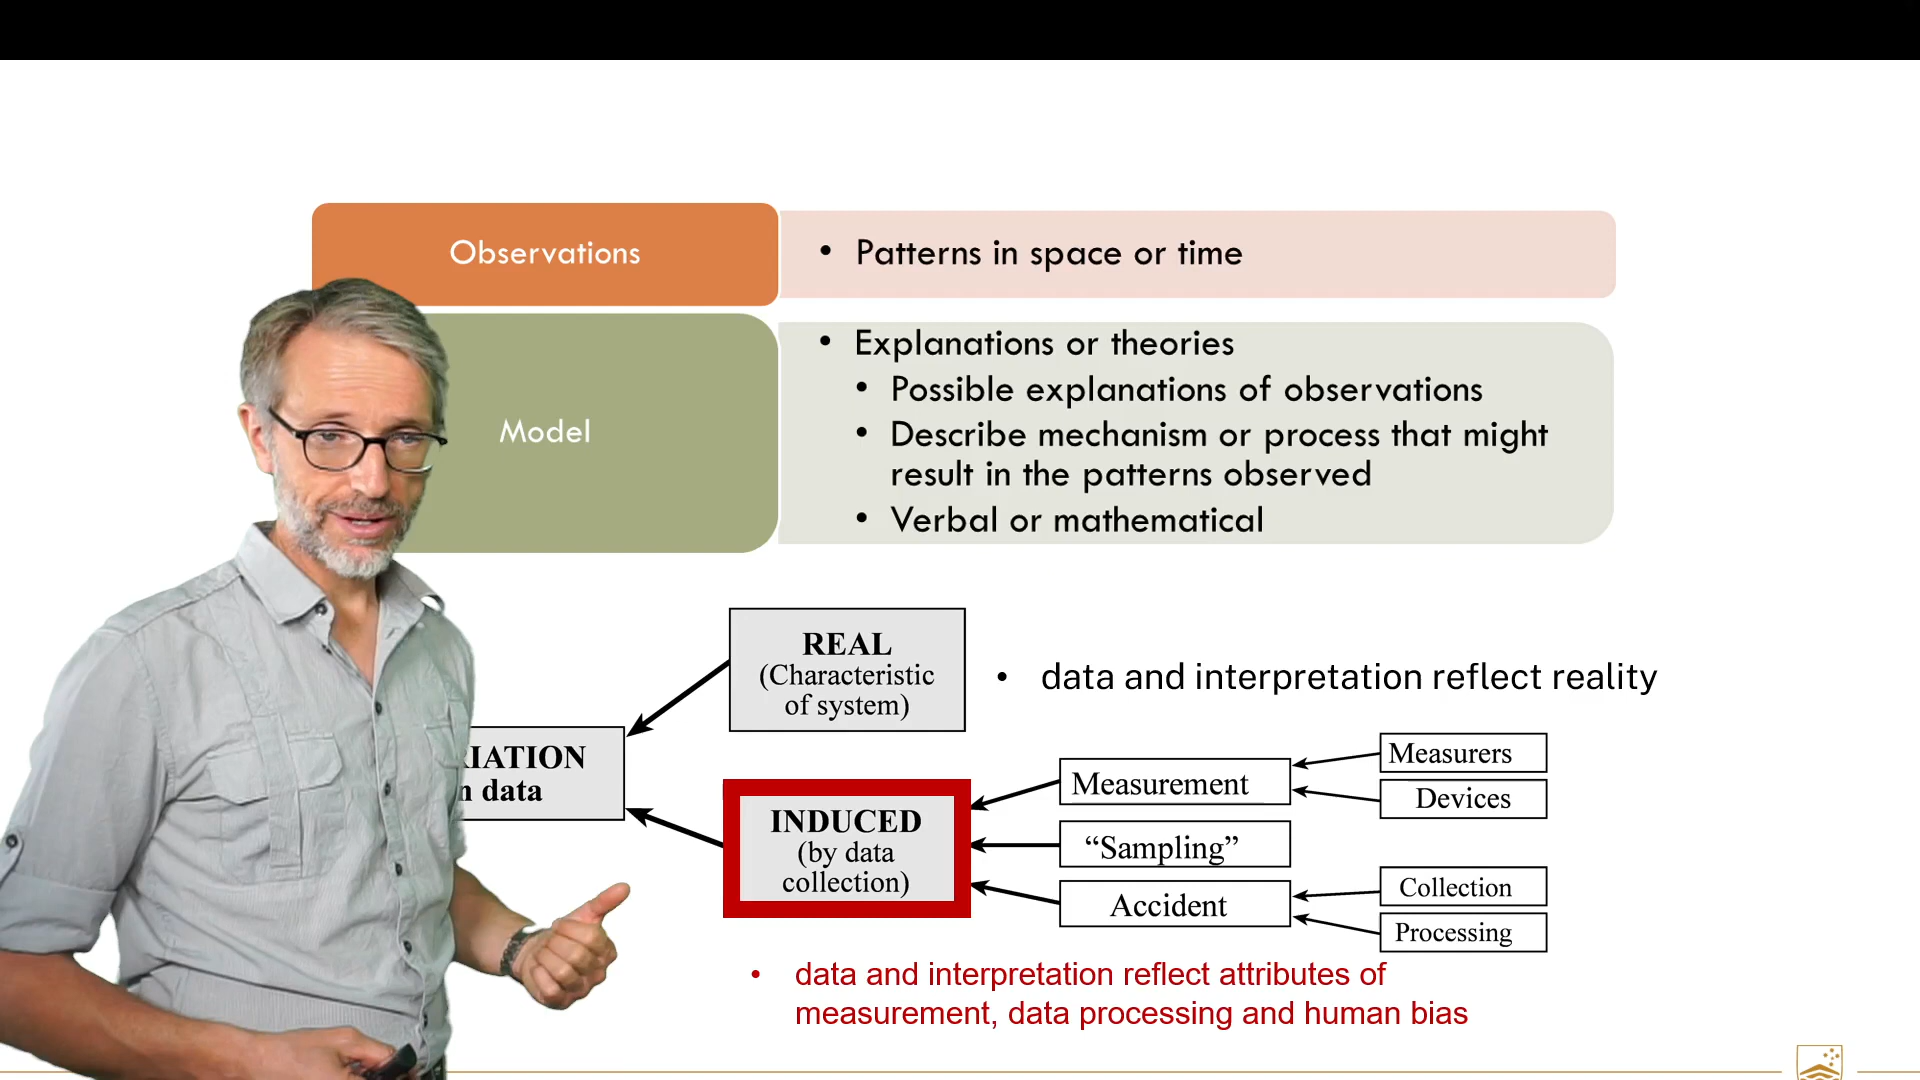 Observations
• Patterns in space or time
Model
• Explanations or theories
• Possible explanations of observations
• Describe mechanism or process that might
result in the patterns observed
• Verbal or mathematical
REAL
(Characteristic
of system)
• data and interpretation reflect reality
data
INDUCED
(by data
collection)
Measurement
"Sampling"
Accident
Measurers
Devices
Collection
Processing
• data and interpretation reflect attributes of
measurement, data processing and human bias